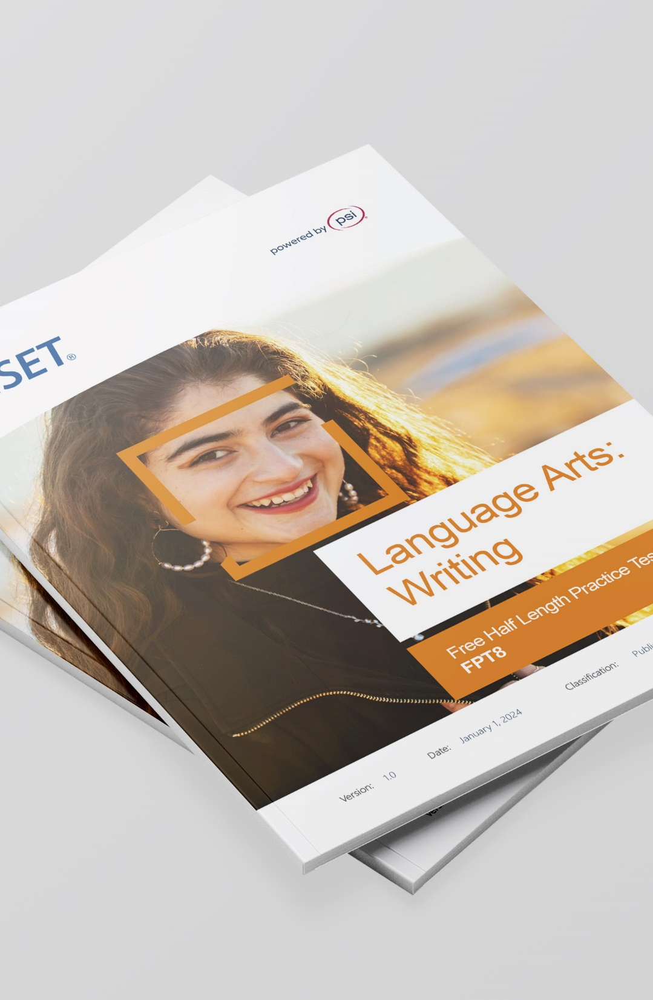 powered by psi
SET®
Language Arts:
Writing
Free Half Length Practice
FPT8
Classification:
Date: January 1, 2024
Version: 1.0